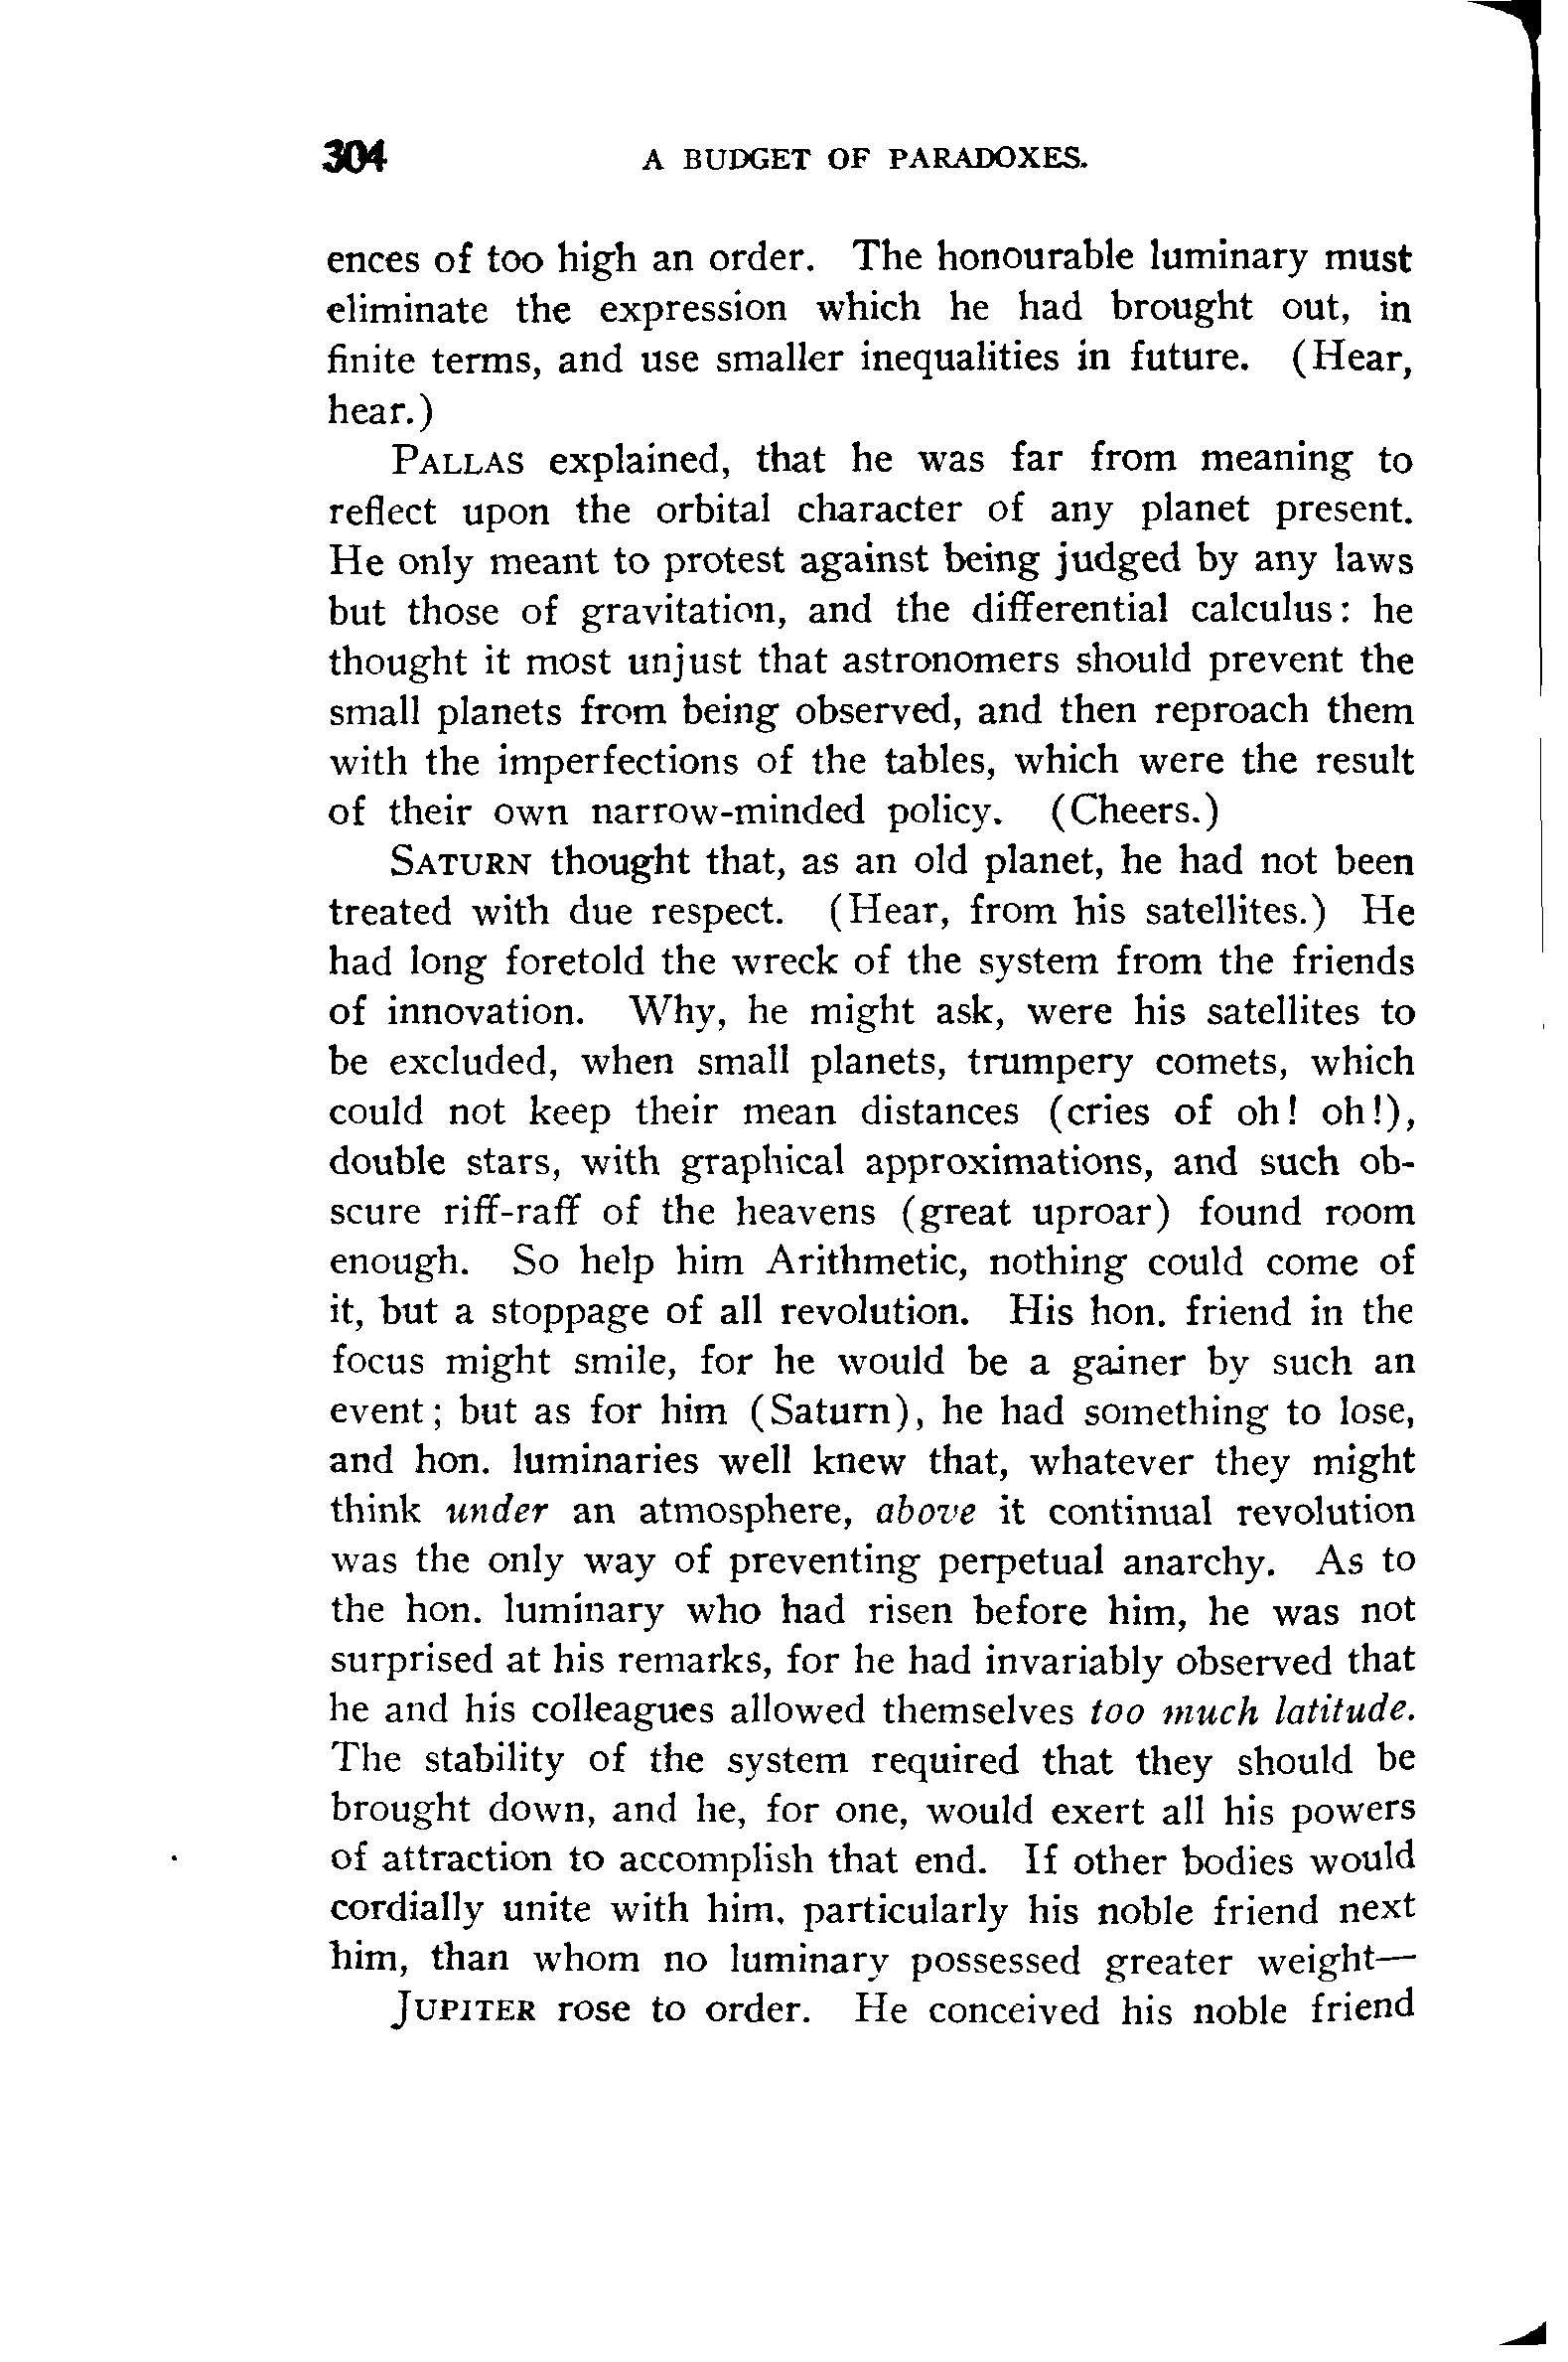 304 A BUDGET OF PARADOXES.
ences of too high an order. The honourable luminary must
eliminate the expression which he had brought out, in
finite terms, and use smaller inequalities in future. (Hear,
hear.)
PALLAS explained, that he was far from meaning to
reflect upon the orbital character of any planet present.
He only meant to protest against being judged by any laws
but those of gravitation, and the differential calculus: he
thought it most unjust that astronomers should prevent the
small planets from being observed, and then reproach them
with the imperfections of the tables, which were the result
of their own narrow-minded policy. (Cheers.)
SATURN thought that, as an old planet, he had not been
treated with due respect. (Hear, from his satellites.) He
had long foretold the wreck of the system from the friends
of innovation. Why, he might ask, were his satellites to
be excluded, when small planets, trumpery comets, which
could not keep their mean distances (cries of oh! oh!),
double stars, with graphical approximations, and such ob-
scure riff-raff of the heavens (great uproar) found room
enough. So help him Arithmetic, nothing could come of
it, but a stoppage of all revolution. His hon. friend in the
focus might smile, for he would be a gainer by such an
event; but as for him (Saturn), he had something to lose,
and hon. luminaries well knew that, whatever they might
think under an atmosphere, above it continual revolution
was the only way of preventing perpetual anarchy. As to
the hon. luminary who had risen before him, he was not
surprised at his remarks, for he had invariably observed that
he and his colleagues allowed themselves too much latitude.
The stability of the system required that they should be
brought down, and he, for one, would exert all his powers
of attraction to accomplish that end. If other bodies would
cordially unite with him, particularly his noble friend next
him, than whom no luminary possessed greater weight—
JUPITER rose to order. He conceived his noble friend